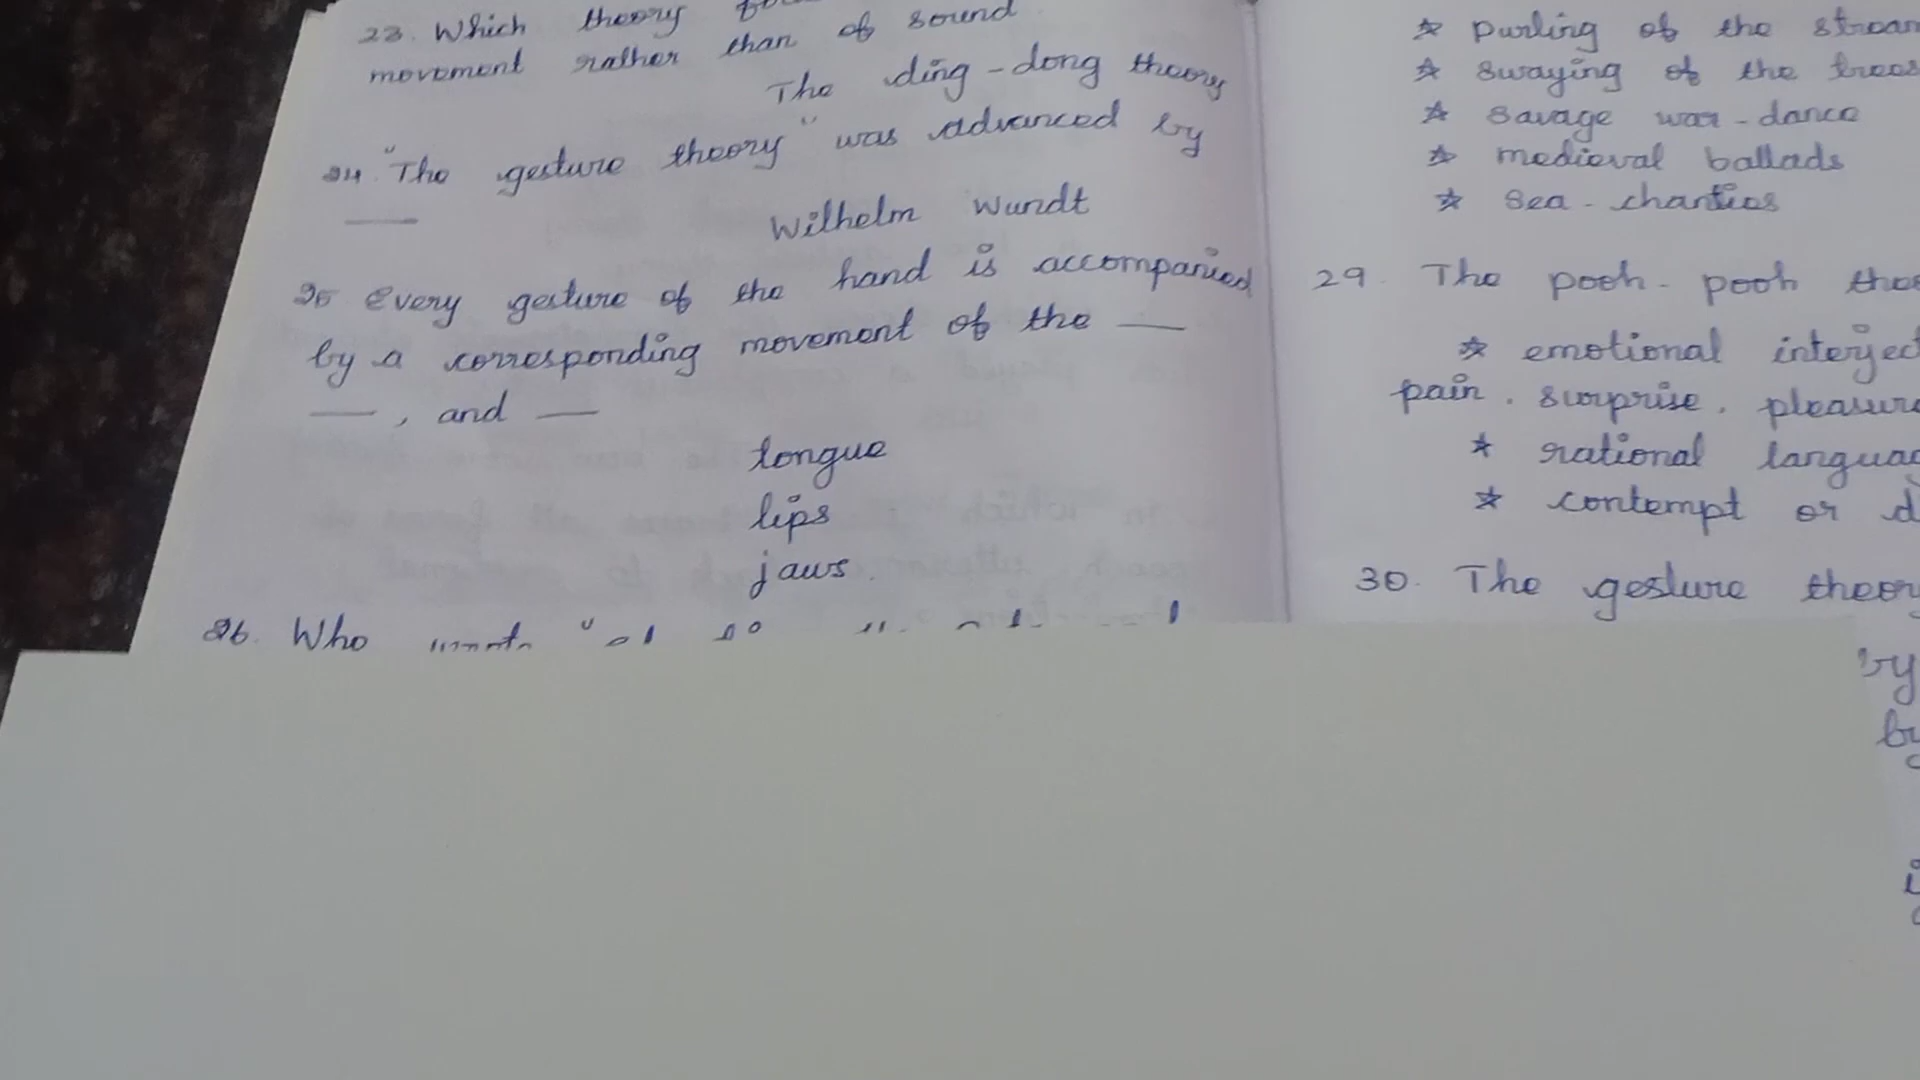 23. Which theory
movement rather than of sound
The ding-dong theory
24. "The gesture theory" was advanced by
——
Wilhelm Wundt
25 Every gesture of the hand is accompanied
by a corresponding movement of the ——
——, and ——
tongue
lips
jaws.
26. Who
* purling of the
* swaying of the trees
* savage war-dance
* medieval ballads
* sea-chanties
29. The pooh-pooh
* emotional
pain, surprise,
* rational
* contempt or
30. The gesture theory